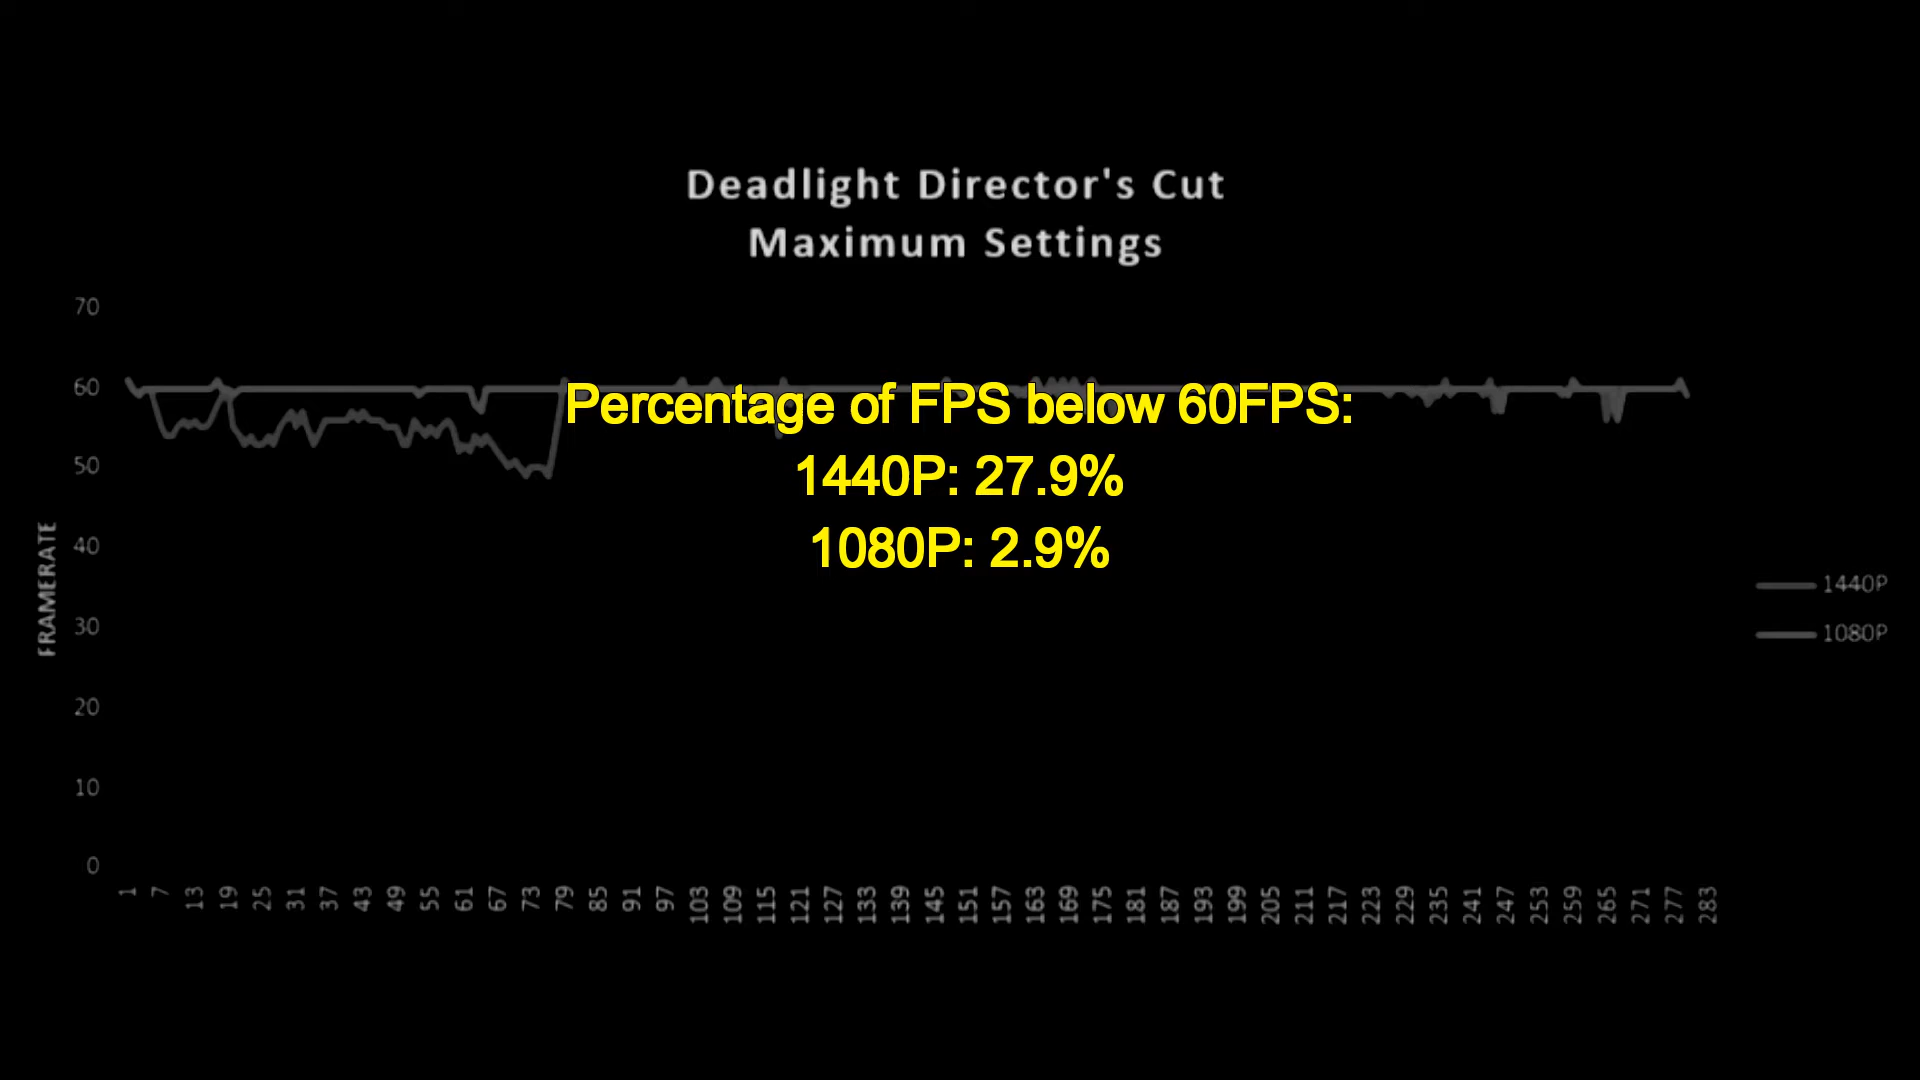 Deadlight Director's Cut
Maximum Settings
70
60
50
40
30
20
10
0
FRAMERATE
Percentage of FPS below 60FPS:
1440P: 27.9%
1080P: 2.9%
1440P
1080P
1 7 13 19 25 31 37 43 49 55 61 67 73 79 85 91 97 103 109 115 121 127 133 139 145 151 157 163 169 175 181 187 193 199 205 211 217 223 229 235 241 247 253 259 265 271 277 283